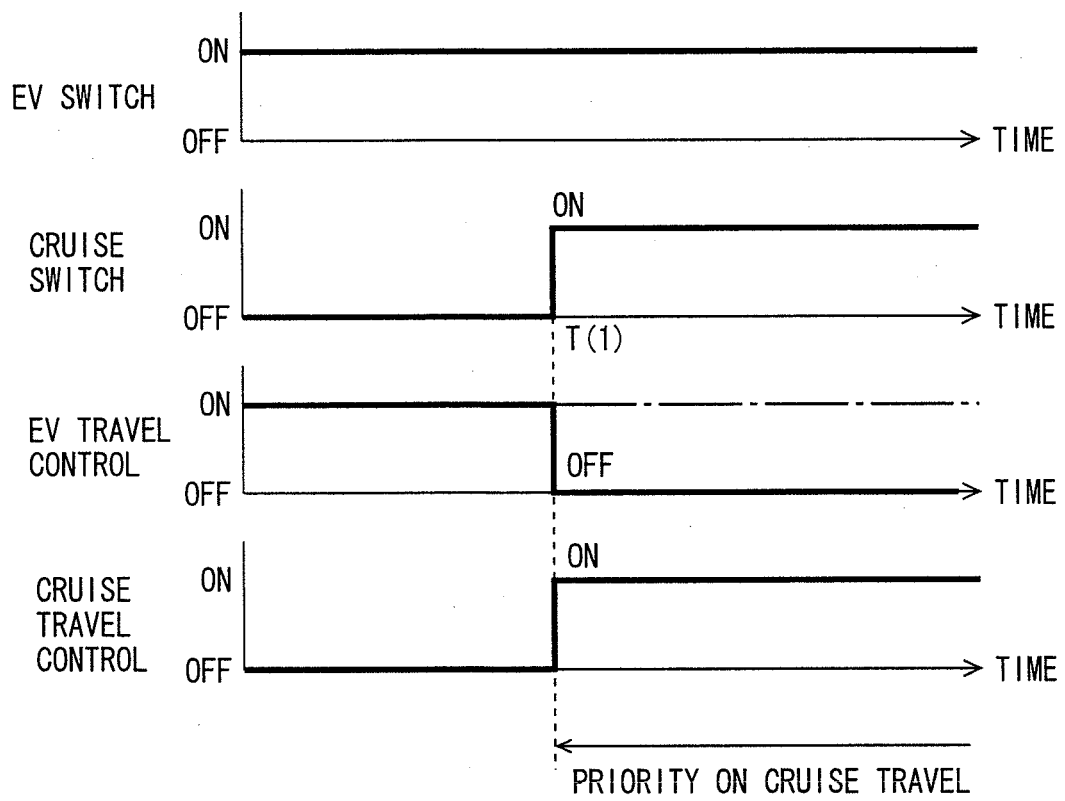 ON
EV SWITCH
OFF
TIME
ON
ON
CRUISE
SWITCH
OFF
T(1)
TIME
ON
EV TRAVEL
CONTROL
OFF
OFF
TIME
ON
ON
CRUISE
TRAVEL
CONTROL
OFF
TIME
PRIORITY ON CRUISE TRAVEL